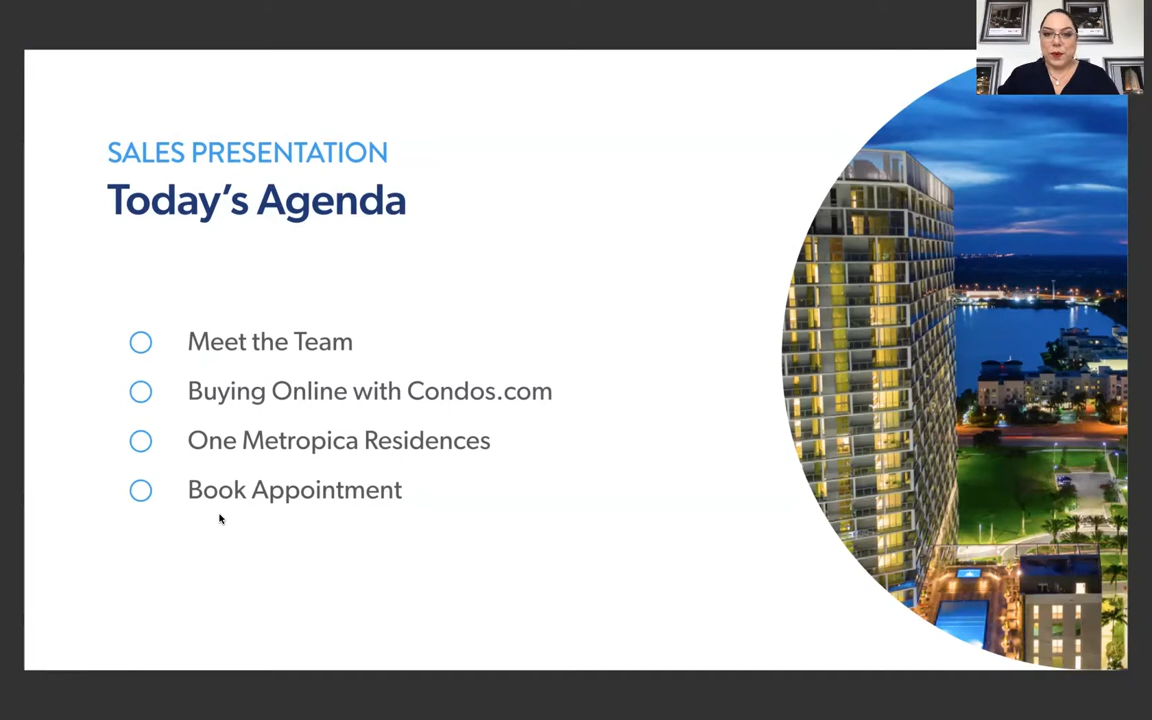 SALES PRESENTATION
Today's Agenda
Meet the Team
Buying Online with Condos.com
One Metropica Residences
Book Appointment